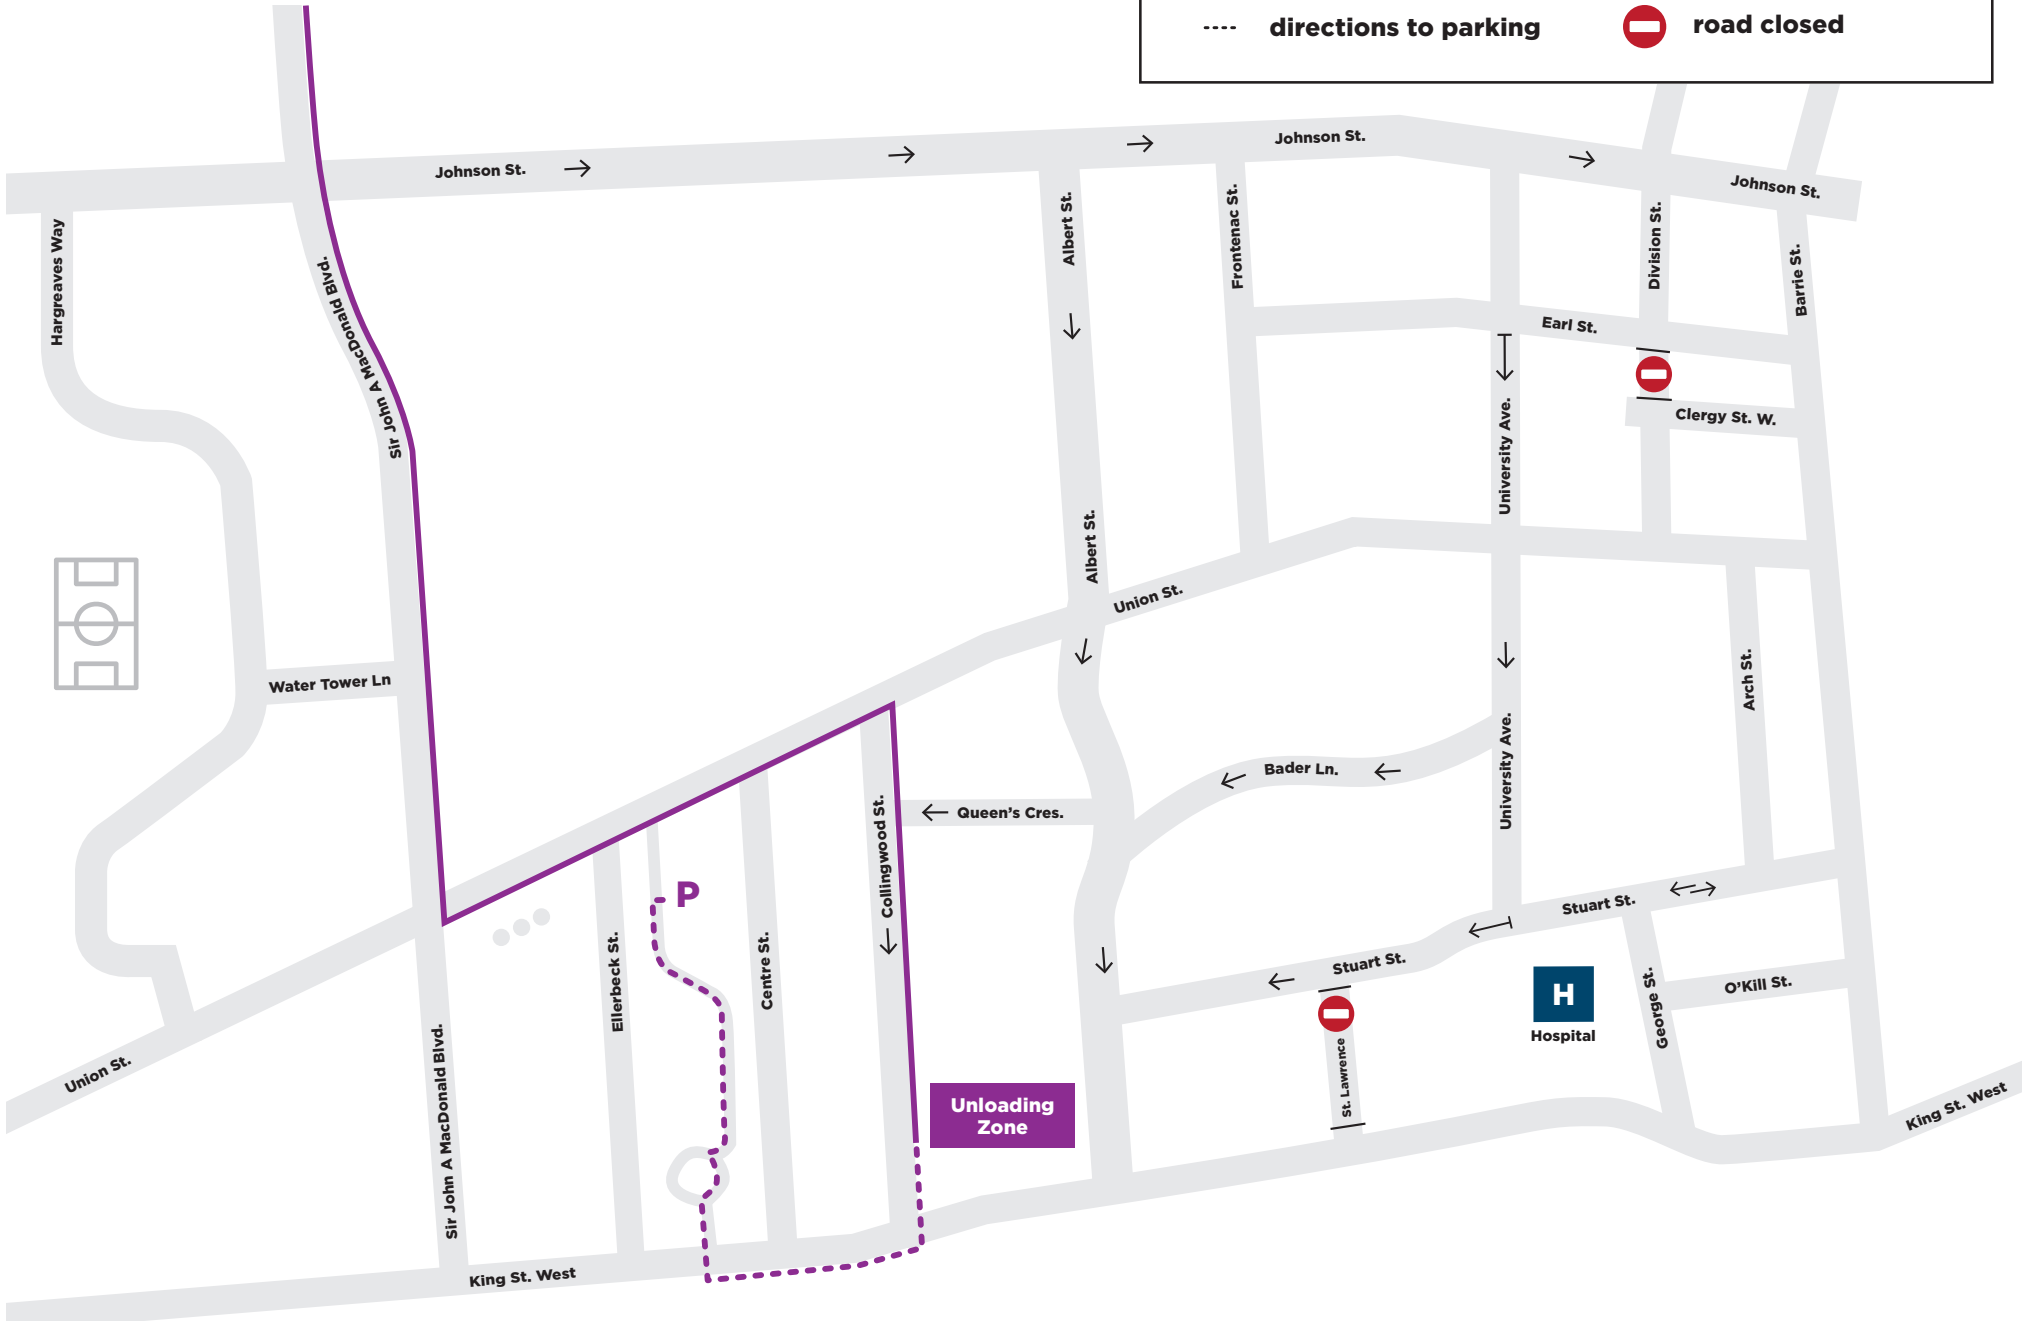 directions to parking
road closed
Johnson St.
Johnson St.
Johnson St.
Hargreaves Way
Sir John A MacDonald Blvd.
Albert St.
Frontenac St.
Division St.
Barrie St.
Earl St.
Clergy St. W.
University Ave.
Albert St.
Union St.
Water Tower Ln
Arch St.
Bader Ln.
University Ave.
Queen's Cres.
Collingwood St.
P
Stuart St.
Ellerbeck St.
Centre St.
Stuart St.
H
Hospital
George St.
O'Kill St.
Union St.
Sir John A MacDonald Blvd.
St. Lawrence
Unloading
Zone
King St. West
King St. West